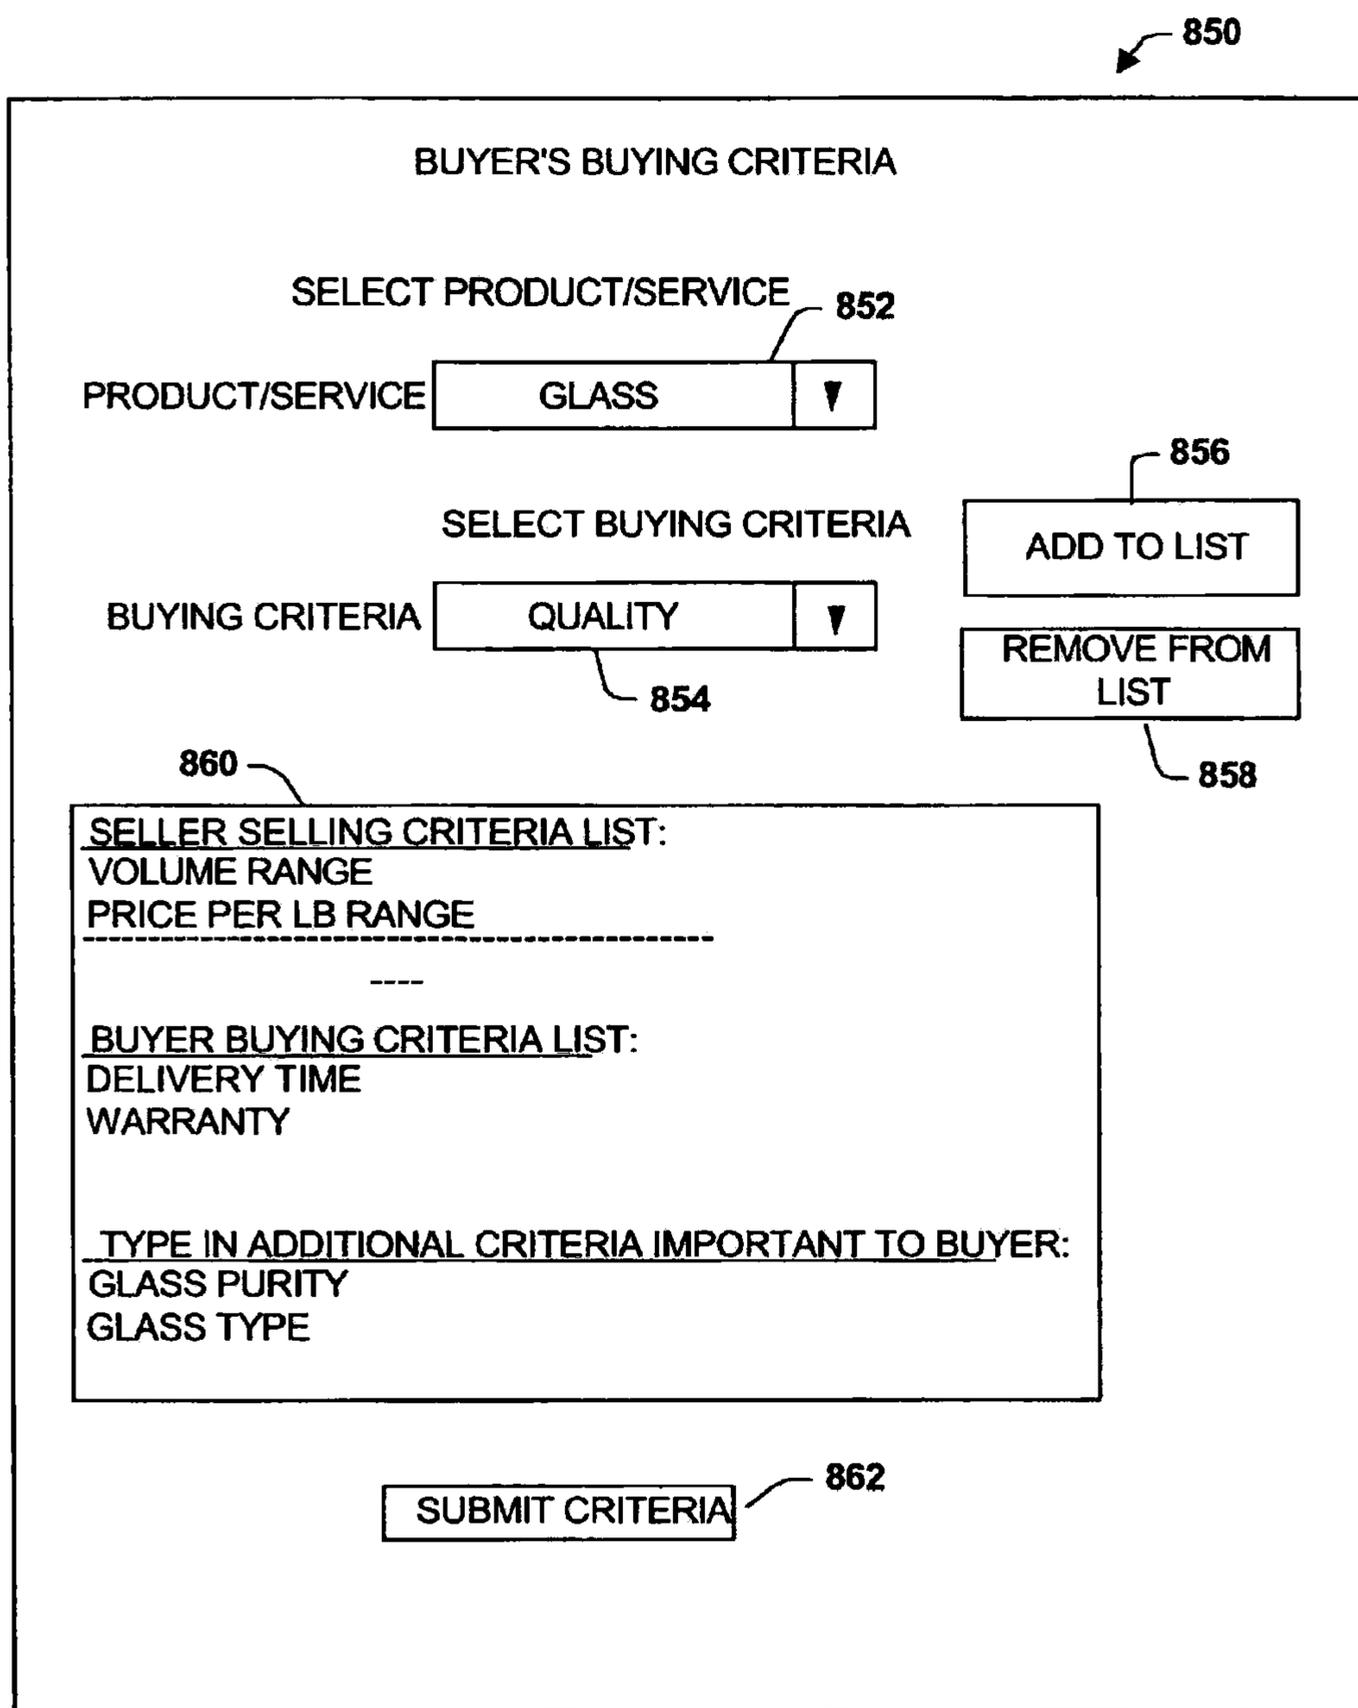 850
BUYER'S BUYING CRITERIA
SELECT PRODUCT/SERVICE
852
PRODUCT/SERVICE GLASS
856
SELECT BUYING CRITERIA
ADD TO LIST
BUYING CRITERIA QUALITY
REMOVE FROM
LIST
854
858
860
SELLER SELLING CRITERIA LIST:
VOLUME RANGE
PRICE PER LB RANGE
----
BUYER BUYING CRITERIA LIST:
DELIVERY TIME
WARRANTY
TYPE IN ADDITIONAL CRITERIA IMPORTANT TO BUYER:
GLASS PURITY
GLASS TYPE
862
SUBMIT CRITERIA